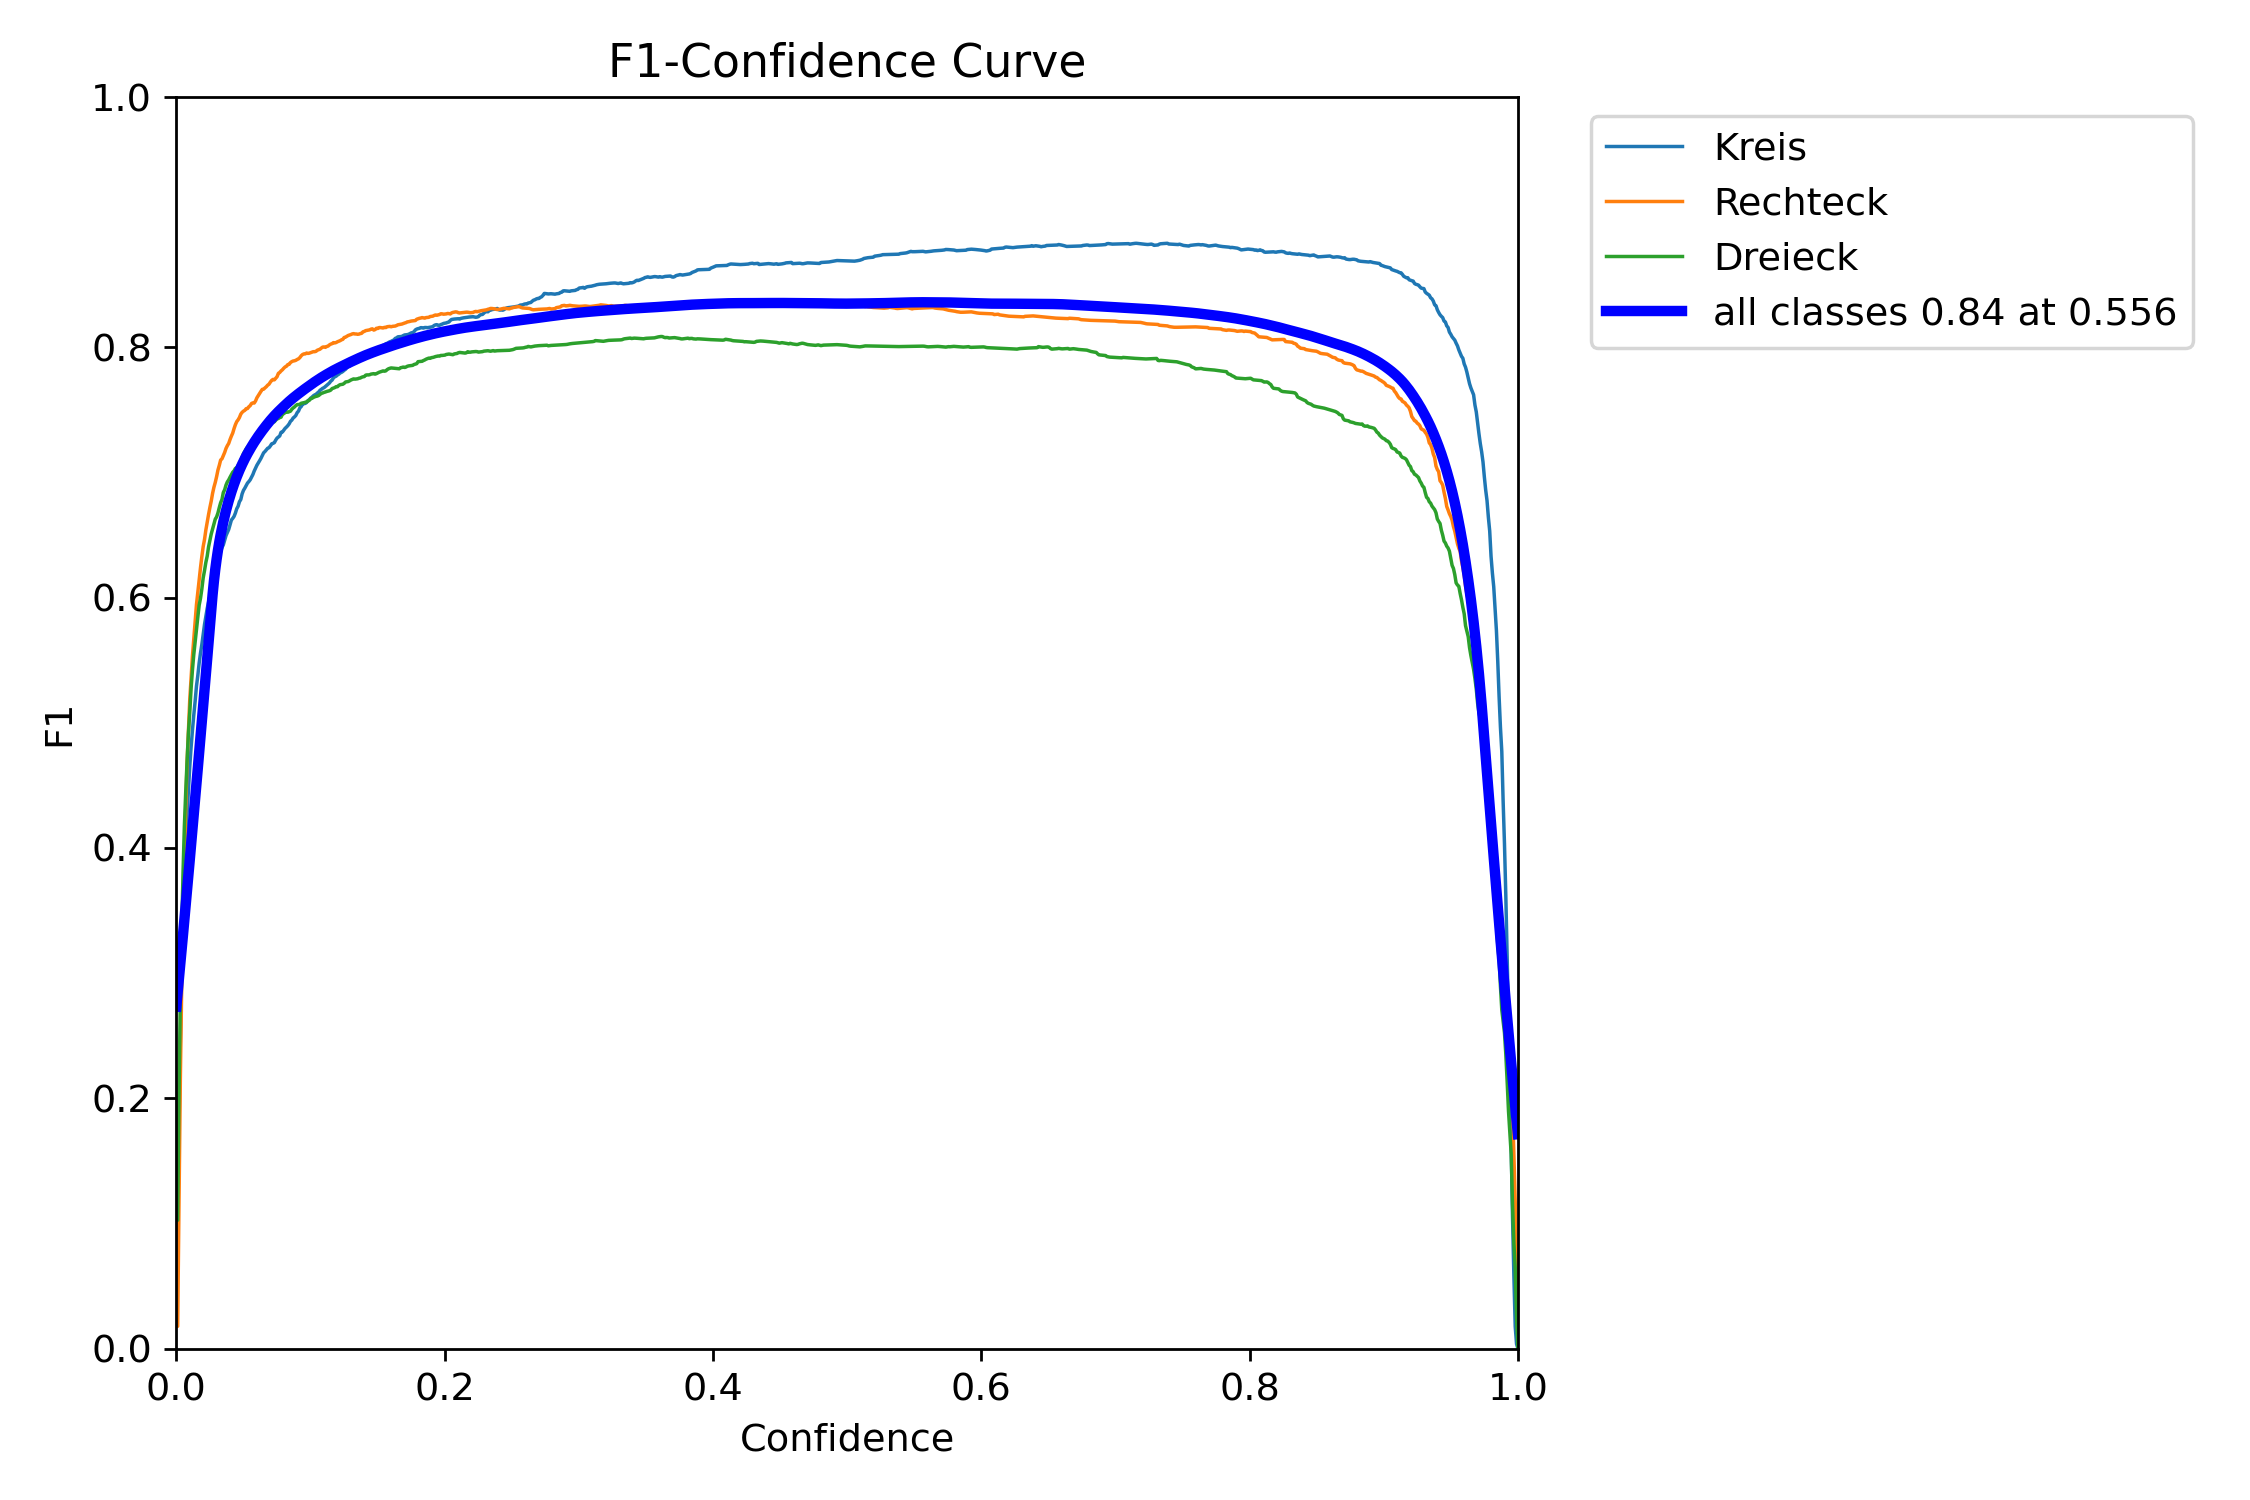 F1-Confidence Curve
1.0
0.8
0.6
0.4
0.2
0.0
F1
0.0 0.2 0.4 0.6 0.8 1.0
Confidence
Kreis
Rechteck
Dreieck
all classes 0.84 at 0.556